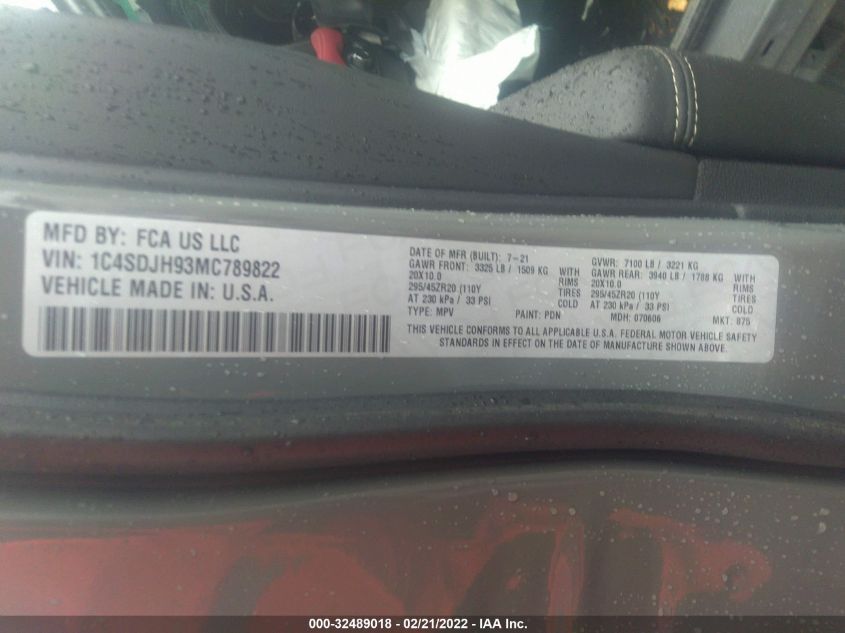 MFD BY: FCA US LLC
VIN: 1C4SDJH93MC789822
VEHICLE MADE IN: U.S.A.
DATE OF MFR (BUILT): 7-21
GAWR FRONT: 3325 LB / 1509 KG WITH
20X10.0 RIMS
295/45ZR20 (110Y TIRES
AT 230 kPa / 33 PSI COLD
TYPE: MPV PAINT: PDN
GVWR: 7100 LB / 3221 KG
GAWR REAR: 3940 LB / 1788 KG WITH
20X10.0 RIMS
295/45ZR20 (110Y TIRES
AT 230 kPa / 33 PSI COLD
MDH: 070606 MKT: 875
THIS VEHICLE CONFORMS TO ALL APPLICABLE U.S.A. FEDERAL MOTOR VEHICLE SAFETY
STANDARDS IN EFFECT ON THE DATE OF MANUFACTURE SHOWN ABOVE.
000-32489018 - 02/21/2022 - IAA Inc.